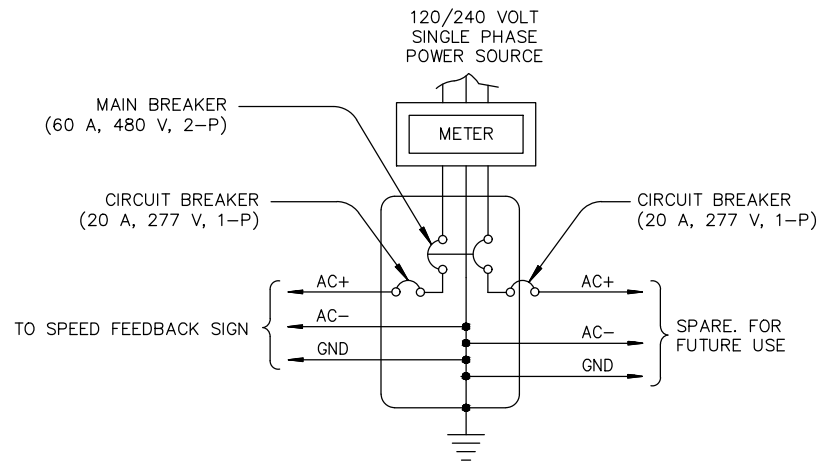 120/240 VOLT
SINGLE PHASE
POWER SOURCE
MAIN BREAKER
(60 A, 480 V, 2-P)
METER
CIRCUIT BREAKER
(20 A, 277 V, 1-P)
CIRCUIT BREAKER
(20 A, 277 V, 1-P)
AC+
AC-
GND
TO SPEED FEEDBACK SIGN
AC+
AC-
GND
SPARE. FOR
FUTURE USE